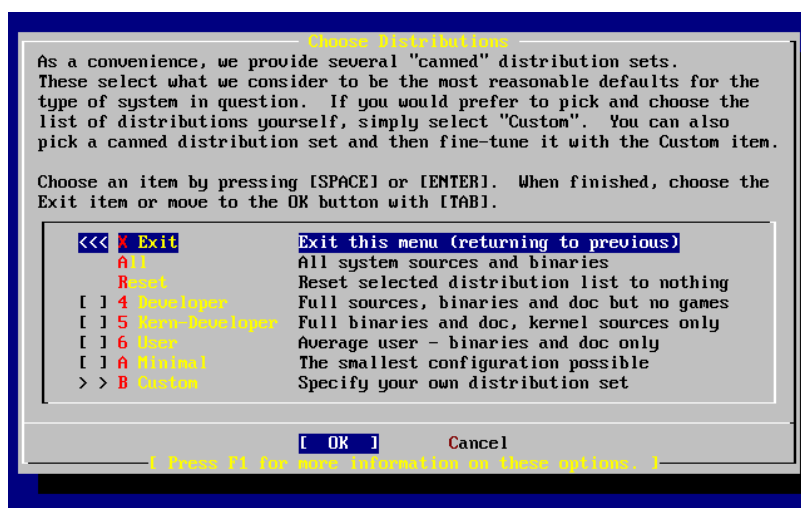 Choose Distributions
As a convenience, we provide several "canned" distribution sets.
These select what we consider to be the most reasonable defaults for the
type of system in question.  If you would prefer to pick and choose the
list of distributions yourself, simply select "Custom".  You can also
pick a canned distribution set and then fine-tune it with the Custom item.
Choose an item by pressing [SPACE] or [ENTER].  When finished, choose the
Exit item or move to the OK button with [TAB].
<<< X Exit Exit this menu (returning to previous)
All All system sources and binaries
Reset Reset selected distribution list to nothing
[ ] 4 Developer Full sources, binaries and doc but no games
[ ] 5 Kern-Developer Full binaries and doc, kernel sources only
[ ] 6 User Average user - binaries and doc only
[ ] A Minimal The smallest configuration possible
> > B Custom Specify your own distribution set
[ OK ] Cancel
[ Press F1 for more information on these options. ]